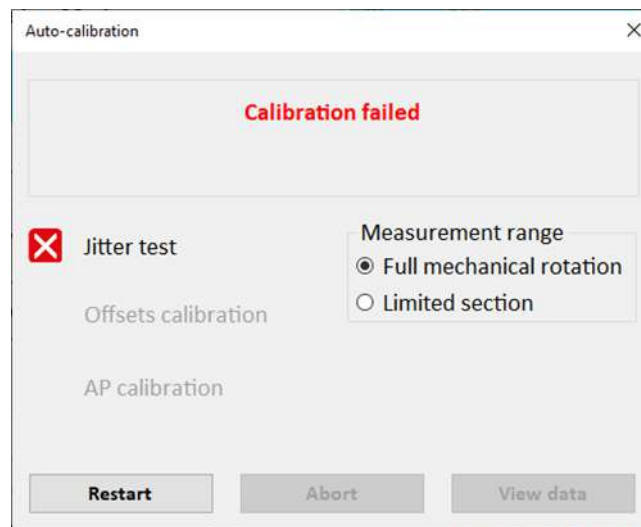 Auto-calibration
Calibration failed
Jitter test
Offsets calibration
AP calibration
Measurement range
Full mechanical rotation
Limited section
Restart
Abort
View data